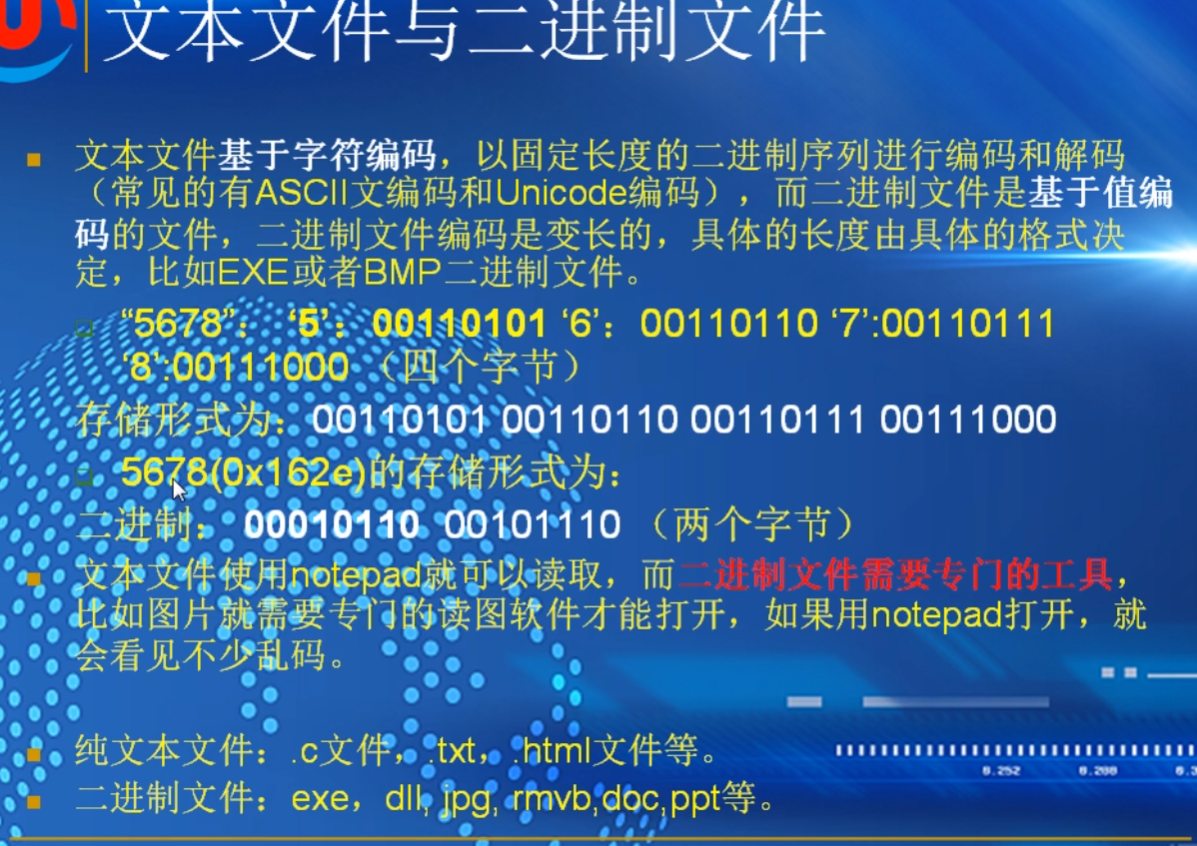 文本文件与二进制文件
文本文件基于字符编码，以固定长度的二进制序列进行编码和解码
（常见的有ASCII文编码和Unicode编码），而二进制文件是基于值编
码的文件，二进制文件编码是变长的，具体的长度由具体的格式决
定，比如EXE或者BMP二进制文件。
“5678”： ‘5’：00110101 ‘6’：00110110 ‘7’:00110111
‘8’:00111000 （四个字节）
存储形式为：00110101 00110110 00110111 00111000
5678(0x162e)的存储形式为：
二进制： 00010110 00101110 （两个字节）
文本文件使用notepad就可以读取，而二进制文件需要专门的工具，
比如图片就需要专门的读图软件才能打开，如果用notepad打开，就
会看见不少乱码。
纯文本文件：.c文件，.txt，.html文件等。
0.252 0.288
二进制文件：exe，dll, jpg, rmvb,doc,ppt等。